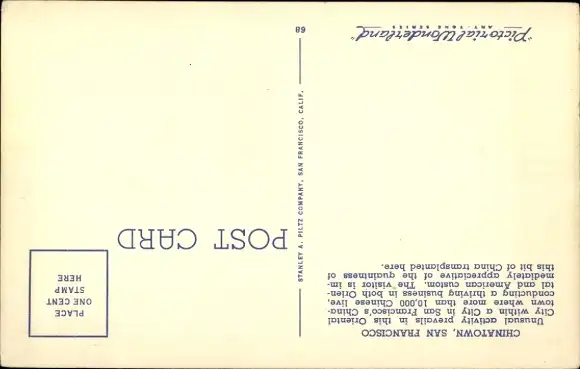 CHINATOWN, SAN FRANCISCO
Unusual activity prevails in this Oriental
City within a City in San Francisco's China-
town where more than 10,000 Chinese live,
conducting a thriving business in both Orien-
tal and American custom. The visitor is im-
mediately appreciative of the quaintness of
this bit of China transplanted here.
"Pictorial Wonderland"
ART-TONE SERIES
STANLEY A. PILTZ COMPANY, SAN FRANCISCO, CALIF.
68
POST CARD
PLACE
ONE CENT
STAMP
HERE